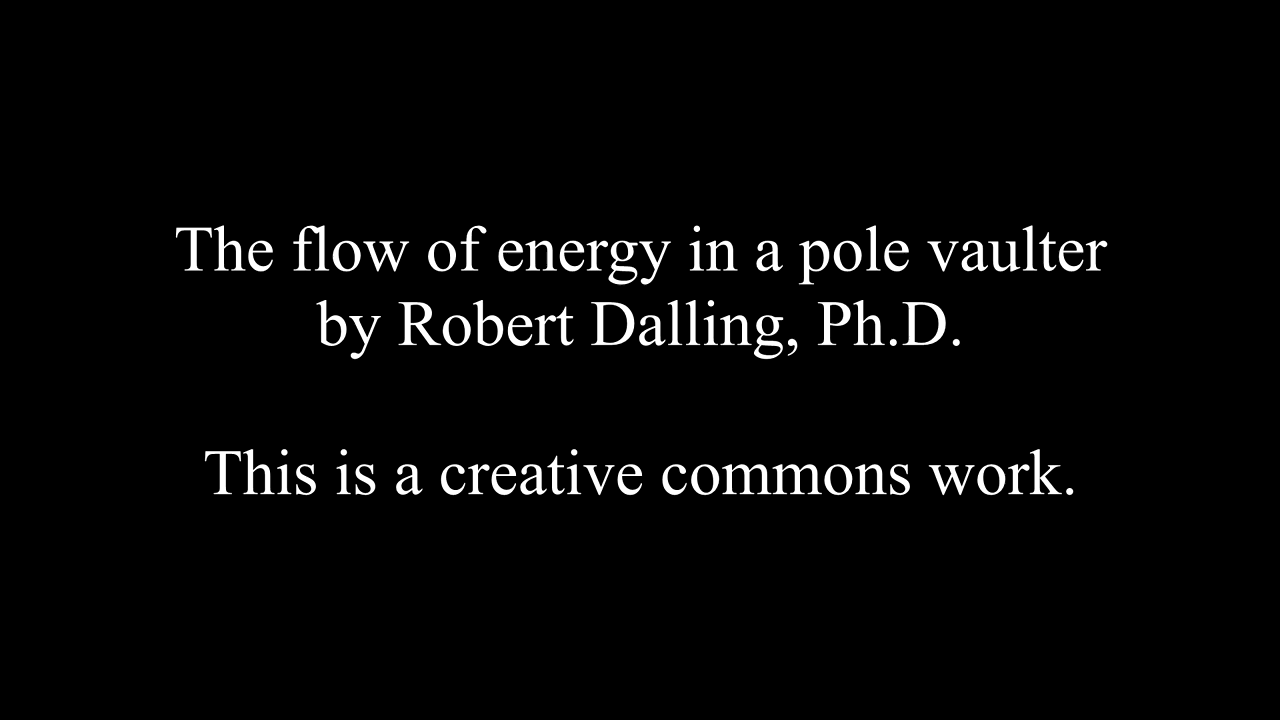 The flow of energy in a pole vaulter
by Robert Dalling, Ph.D.
This is a creative commons work.